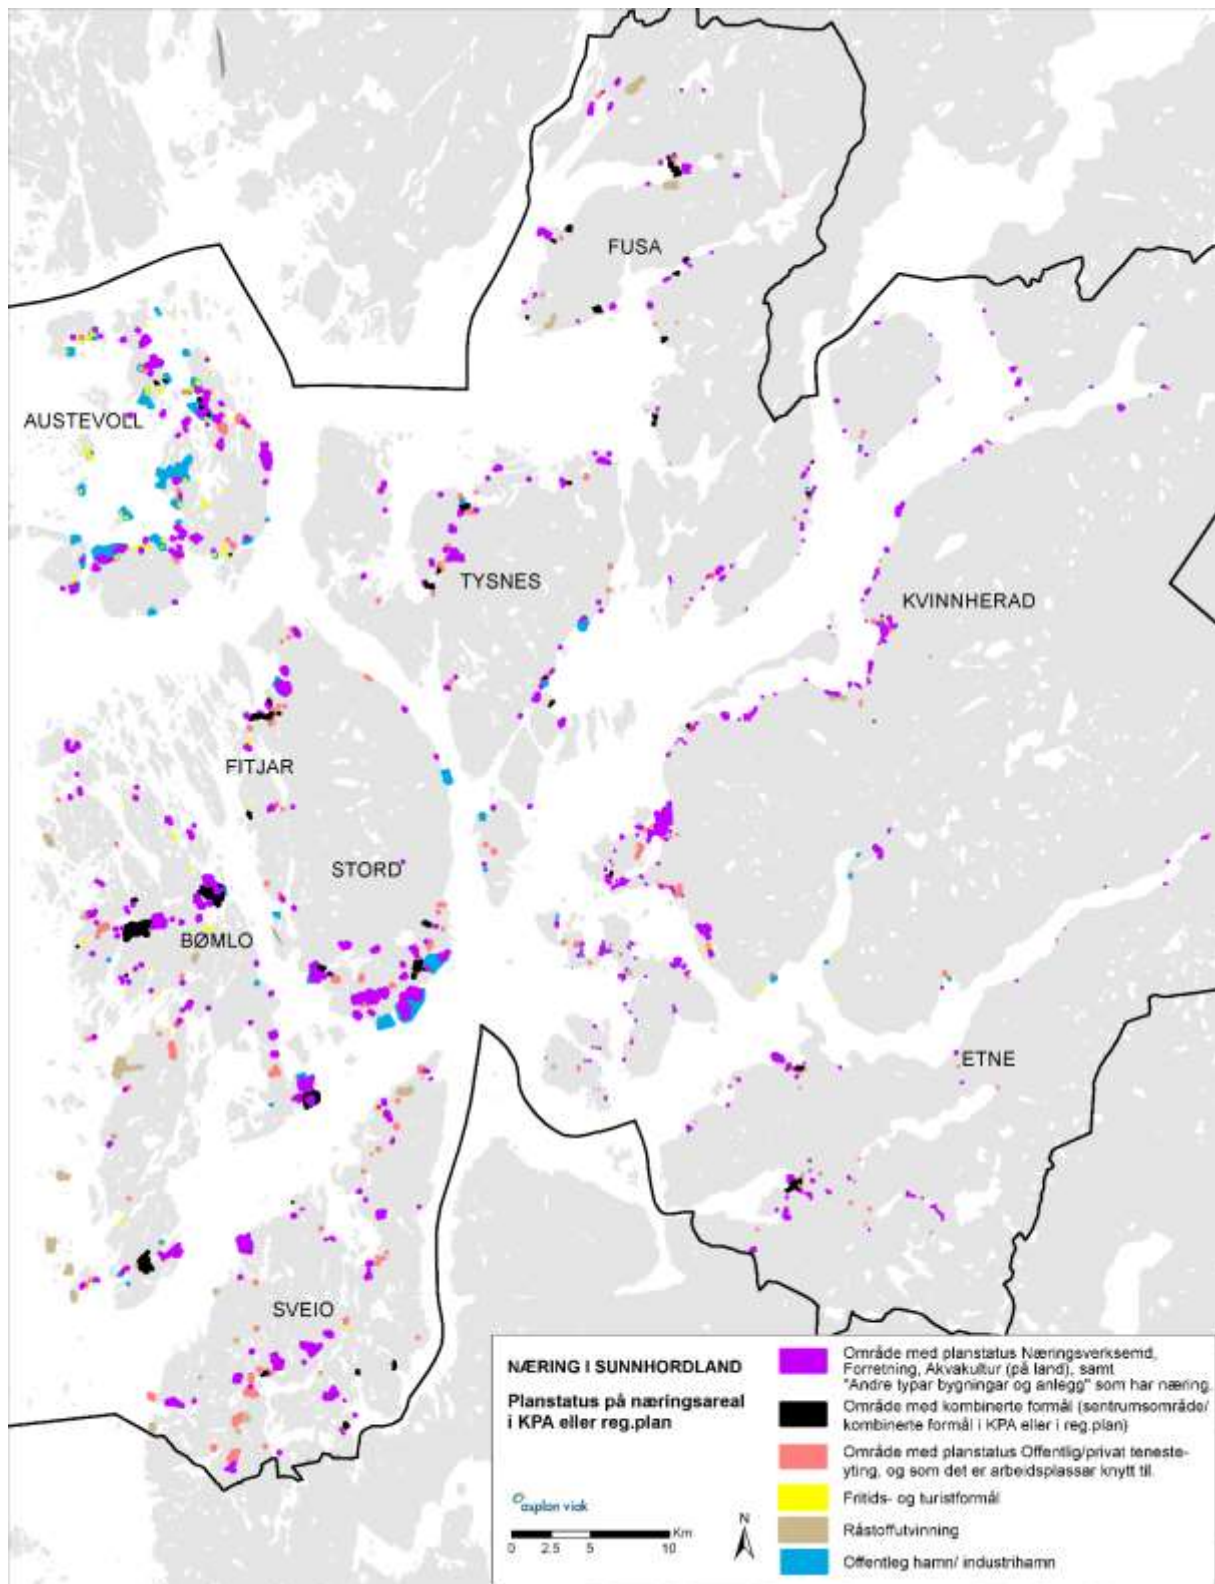 FUSA
AUSTEVOLL
TYSNES
KVINNHERAD
FITJAR
STORD
BØMLO
ETNE
SVEIO
NÆRING I SUNNHORDLAND
Planstatus på næringsareal
i KPA eller reg.plan
asplan viak
Km
0 2.5 5 10
N
Område med planstatus Næringsverksemd,
Forretning, Akvakultur (på land), samt
"Andre typar bygningar og anlegg" som har næring.
Område med kombinerte formål (sentrumsområde/
kombinerte formål i KPA eller i reg.plan)
Område med planstatus Offentlig/privat teneste-
yting, og som det er arbeidsplassar knytt til.
Fritids- og turistformål
Råstoffutvinning
Offentleg hamn/ industrihamn